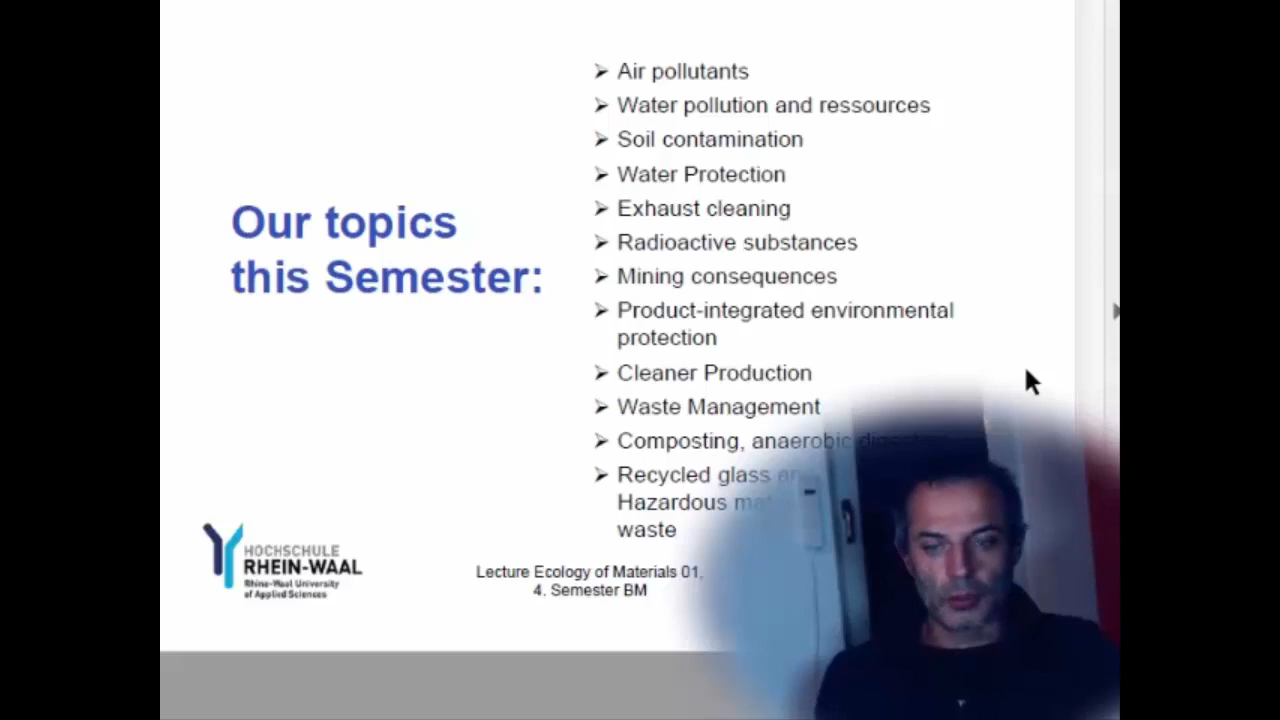 Our topics
this Semester:
Air pollutants
Water pollution and ressources
Soil contamination
Water Protection
Exhaust cleaning
Radioactive substances
Mining consequences
Product-integrated environmental
protection
Cleaner Production
Waste Management
Composting, anaerobic
Recycled glass
Hazardous
waste
HOCHSCHULE
RHEIN-WAAL
Rhine-Waal University
of Applied Sciences
Lecture Ecology of Materials 01,
4. Semester BM